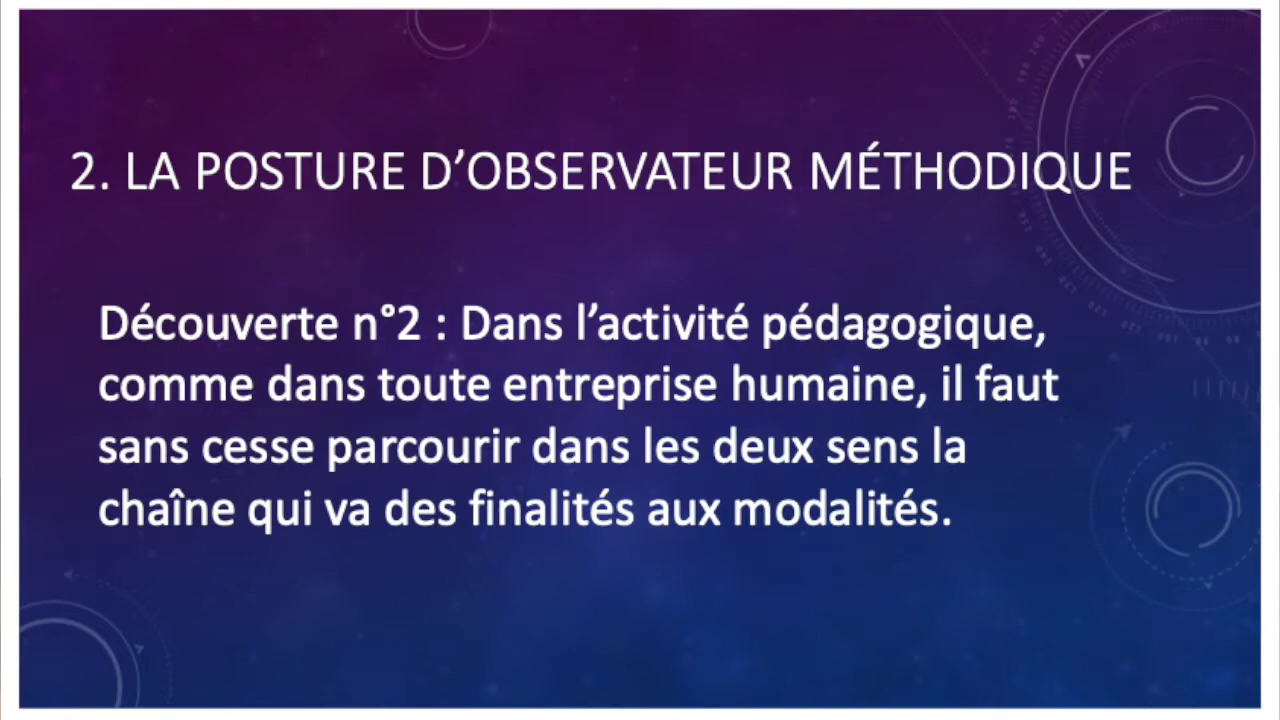 2. LA POSTURE D’OBSERVATEUR MÉTHODIQUE
Découverte n°2 : Dans l’activité pédagogique,
comme dans toute entreprise humaine, il faut
sans cesse parcourir dans les deux sens la
chaîne qui va des finalités aux modalités.